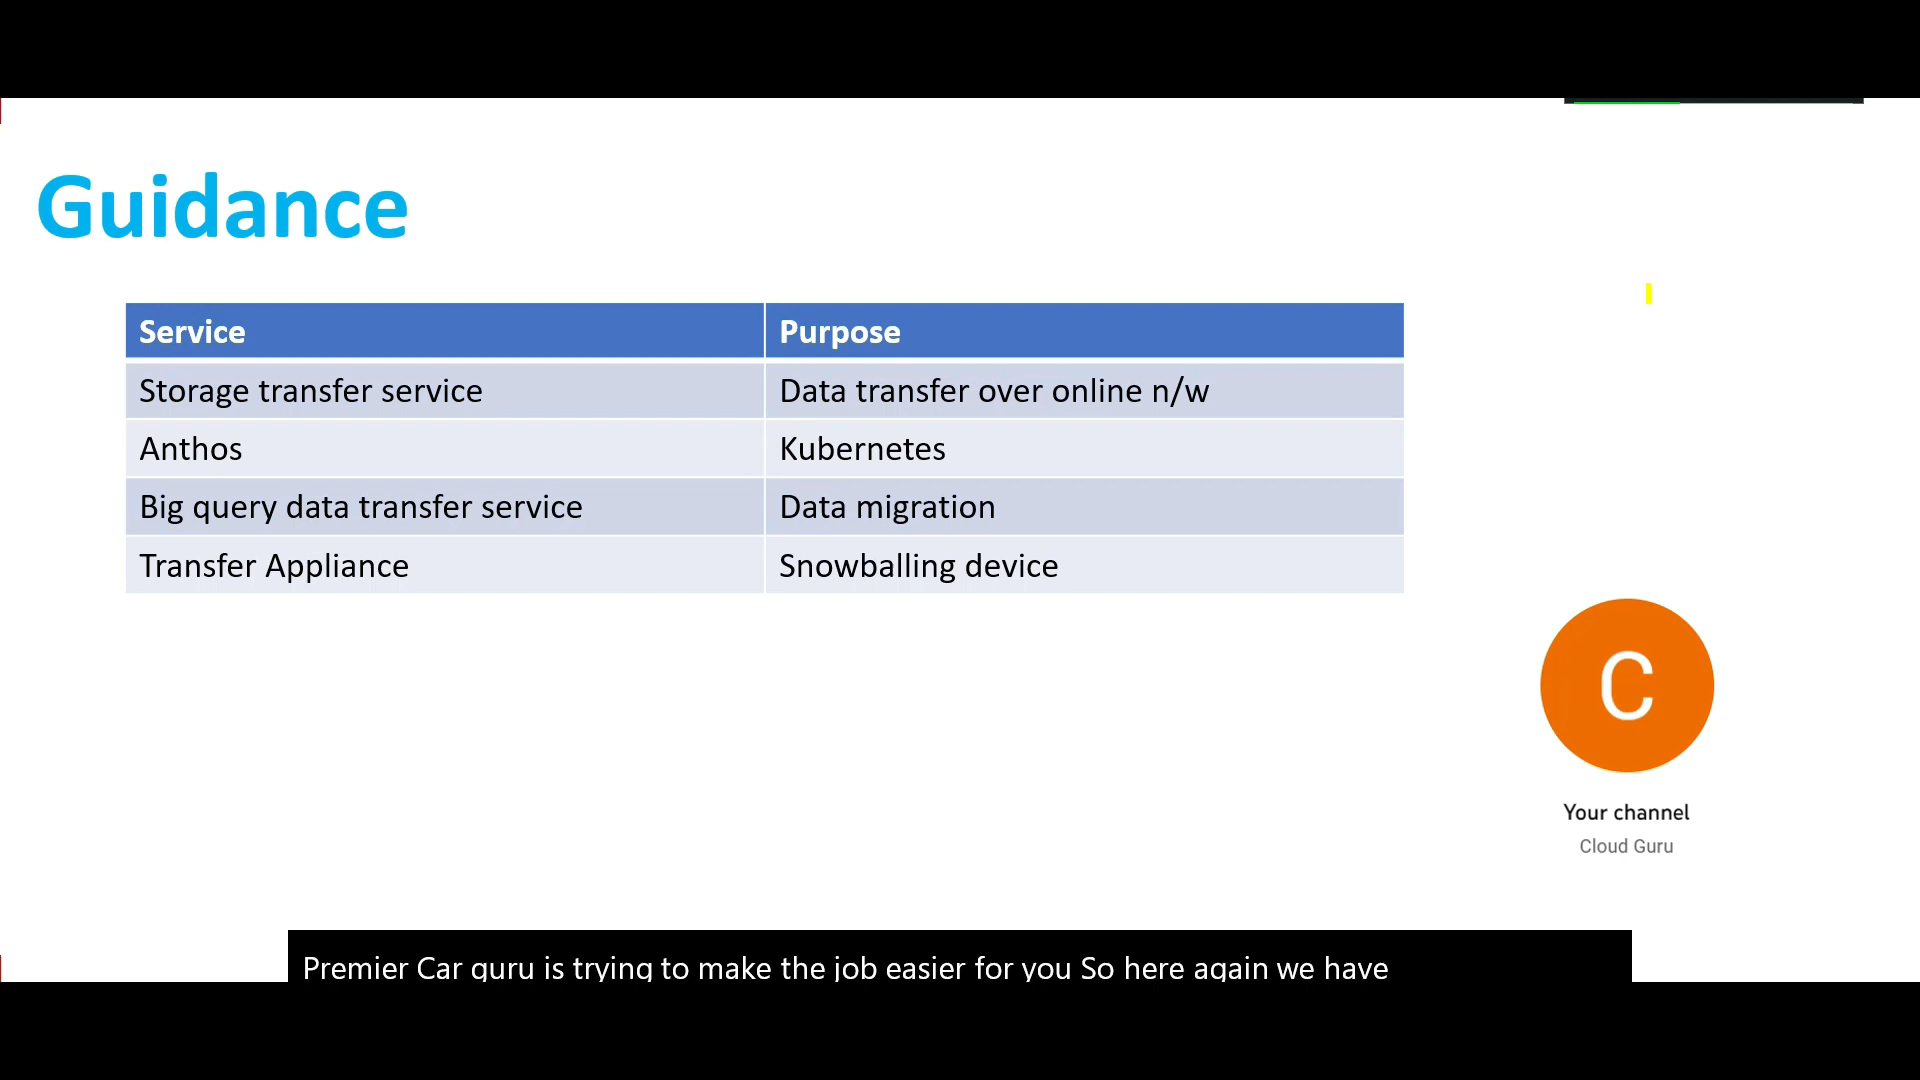 Guidance
Service Purpose
Storage transfer service Data transfer over online n/w
Anthos Kubernetes
Big query data transfer service Data migration
Transfer Appliance Snowballing device
C
Your channel
Cloud Guru
Premier Car guru is trying to make the job easier for you So here again we have